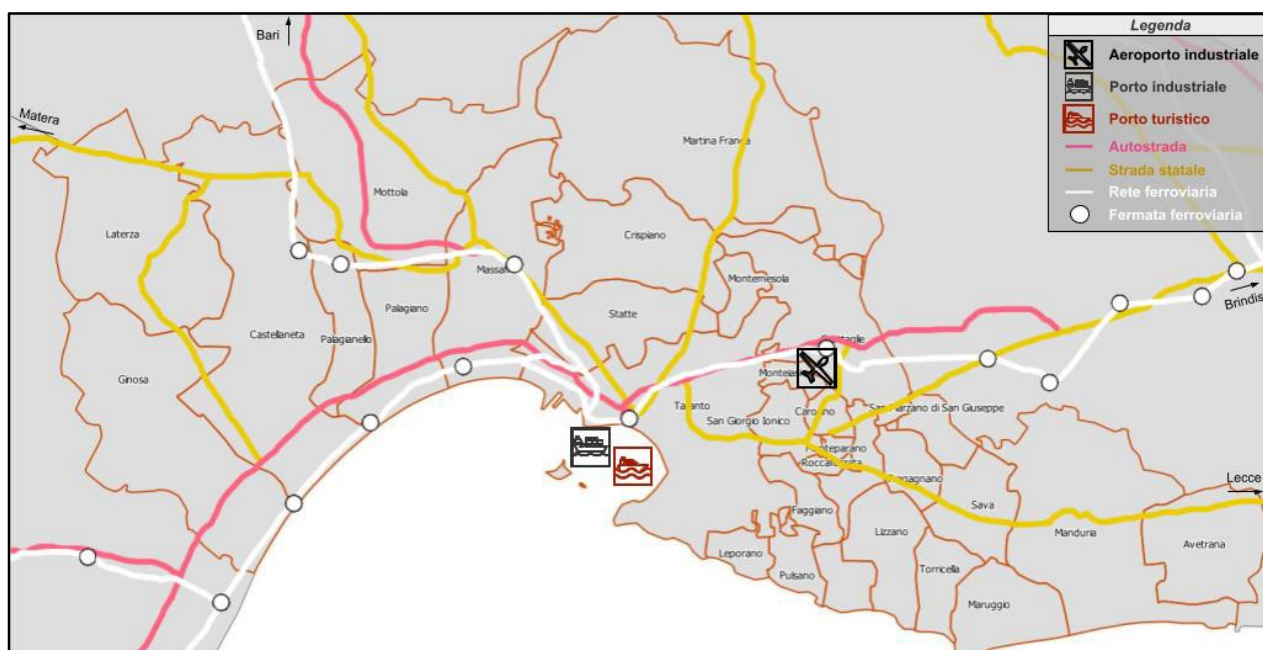 Bari
Legenda
Aeroporto industriale
Porto industriale
Porto turistico
Autostrada
Strada statale
Rete ferroviaria
Fermata ferroviaria
Matera
Martina Franca
Mottola
Laterza
Crispiano
Massafra
Montemesola
Brindisi
Palagiano
Statte
Castellaneta
Palagianello
Grottaglie
Ginosa
Monteiasi
Taranto
San Giorgio Ionico
Carosino
San Marzano di San Giuseppe
Monteparano
Roccaforzata
Fragagnano
Lecce
Faggiano
Sava
Lizzano
Manduria
Avetrana
Leporano
Pulsano
Torricella
Maruggio